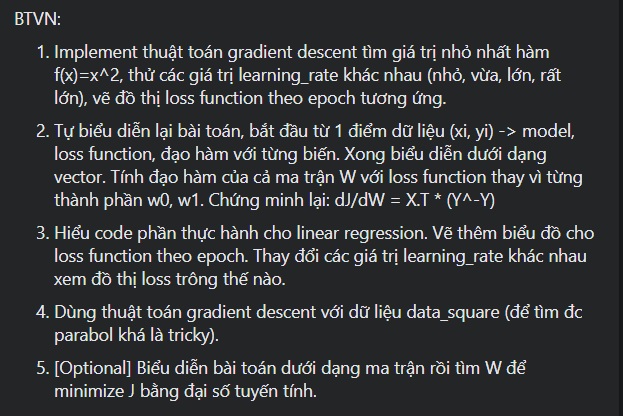 BTVN:
1. Implement thuật toán gradient descent tìm giá trị nhỏ nhất hàm
f(x)=x^2, thử các giá trị learning_rate khác nhau (nhỏ, vừa, lớn, rất
lớn), vẽ đồ thị loss function theo epoch tương ứng.
2. Tự biểu diễn lại bài toán, bắt đầu từ 1 điểm dữ liệu (xi, yi) -> model,
loss function, đạo hàm với từng biến. Xong biểu diễn dưới dạng
vector. Tính đạo hàm của cả ma trận W với loss function thay vì từng
thành phần w0, w1. Chứng minh lại: dJ/dW = X.T * (Y^-Y)
3. Hiểu code phần thực hành cho linear regression. Vẽ thêm biểu đồ cho
loss function theo epoch. Thay đổi các giá trị learning_rate khác nhau
xem đồ thị loss trông thế nào.
4. Dùng thuật toán gradient descent với dữ liệu data_square (để tìm đc
parabol khá là tricky).
5. [Optional] Biểu diễn bài toán dưới dạng ma trận rồi tìm W để
minimize J bằng đại số tuyến tính.